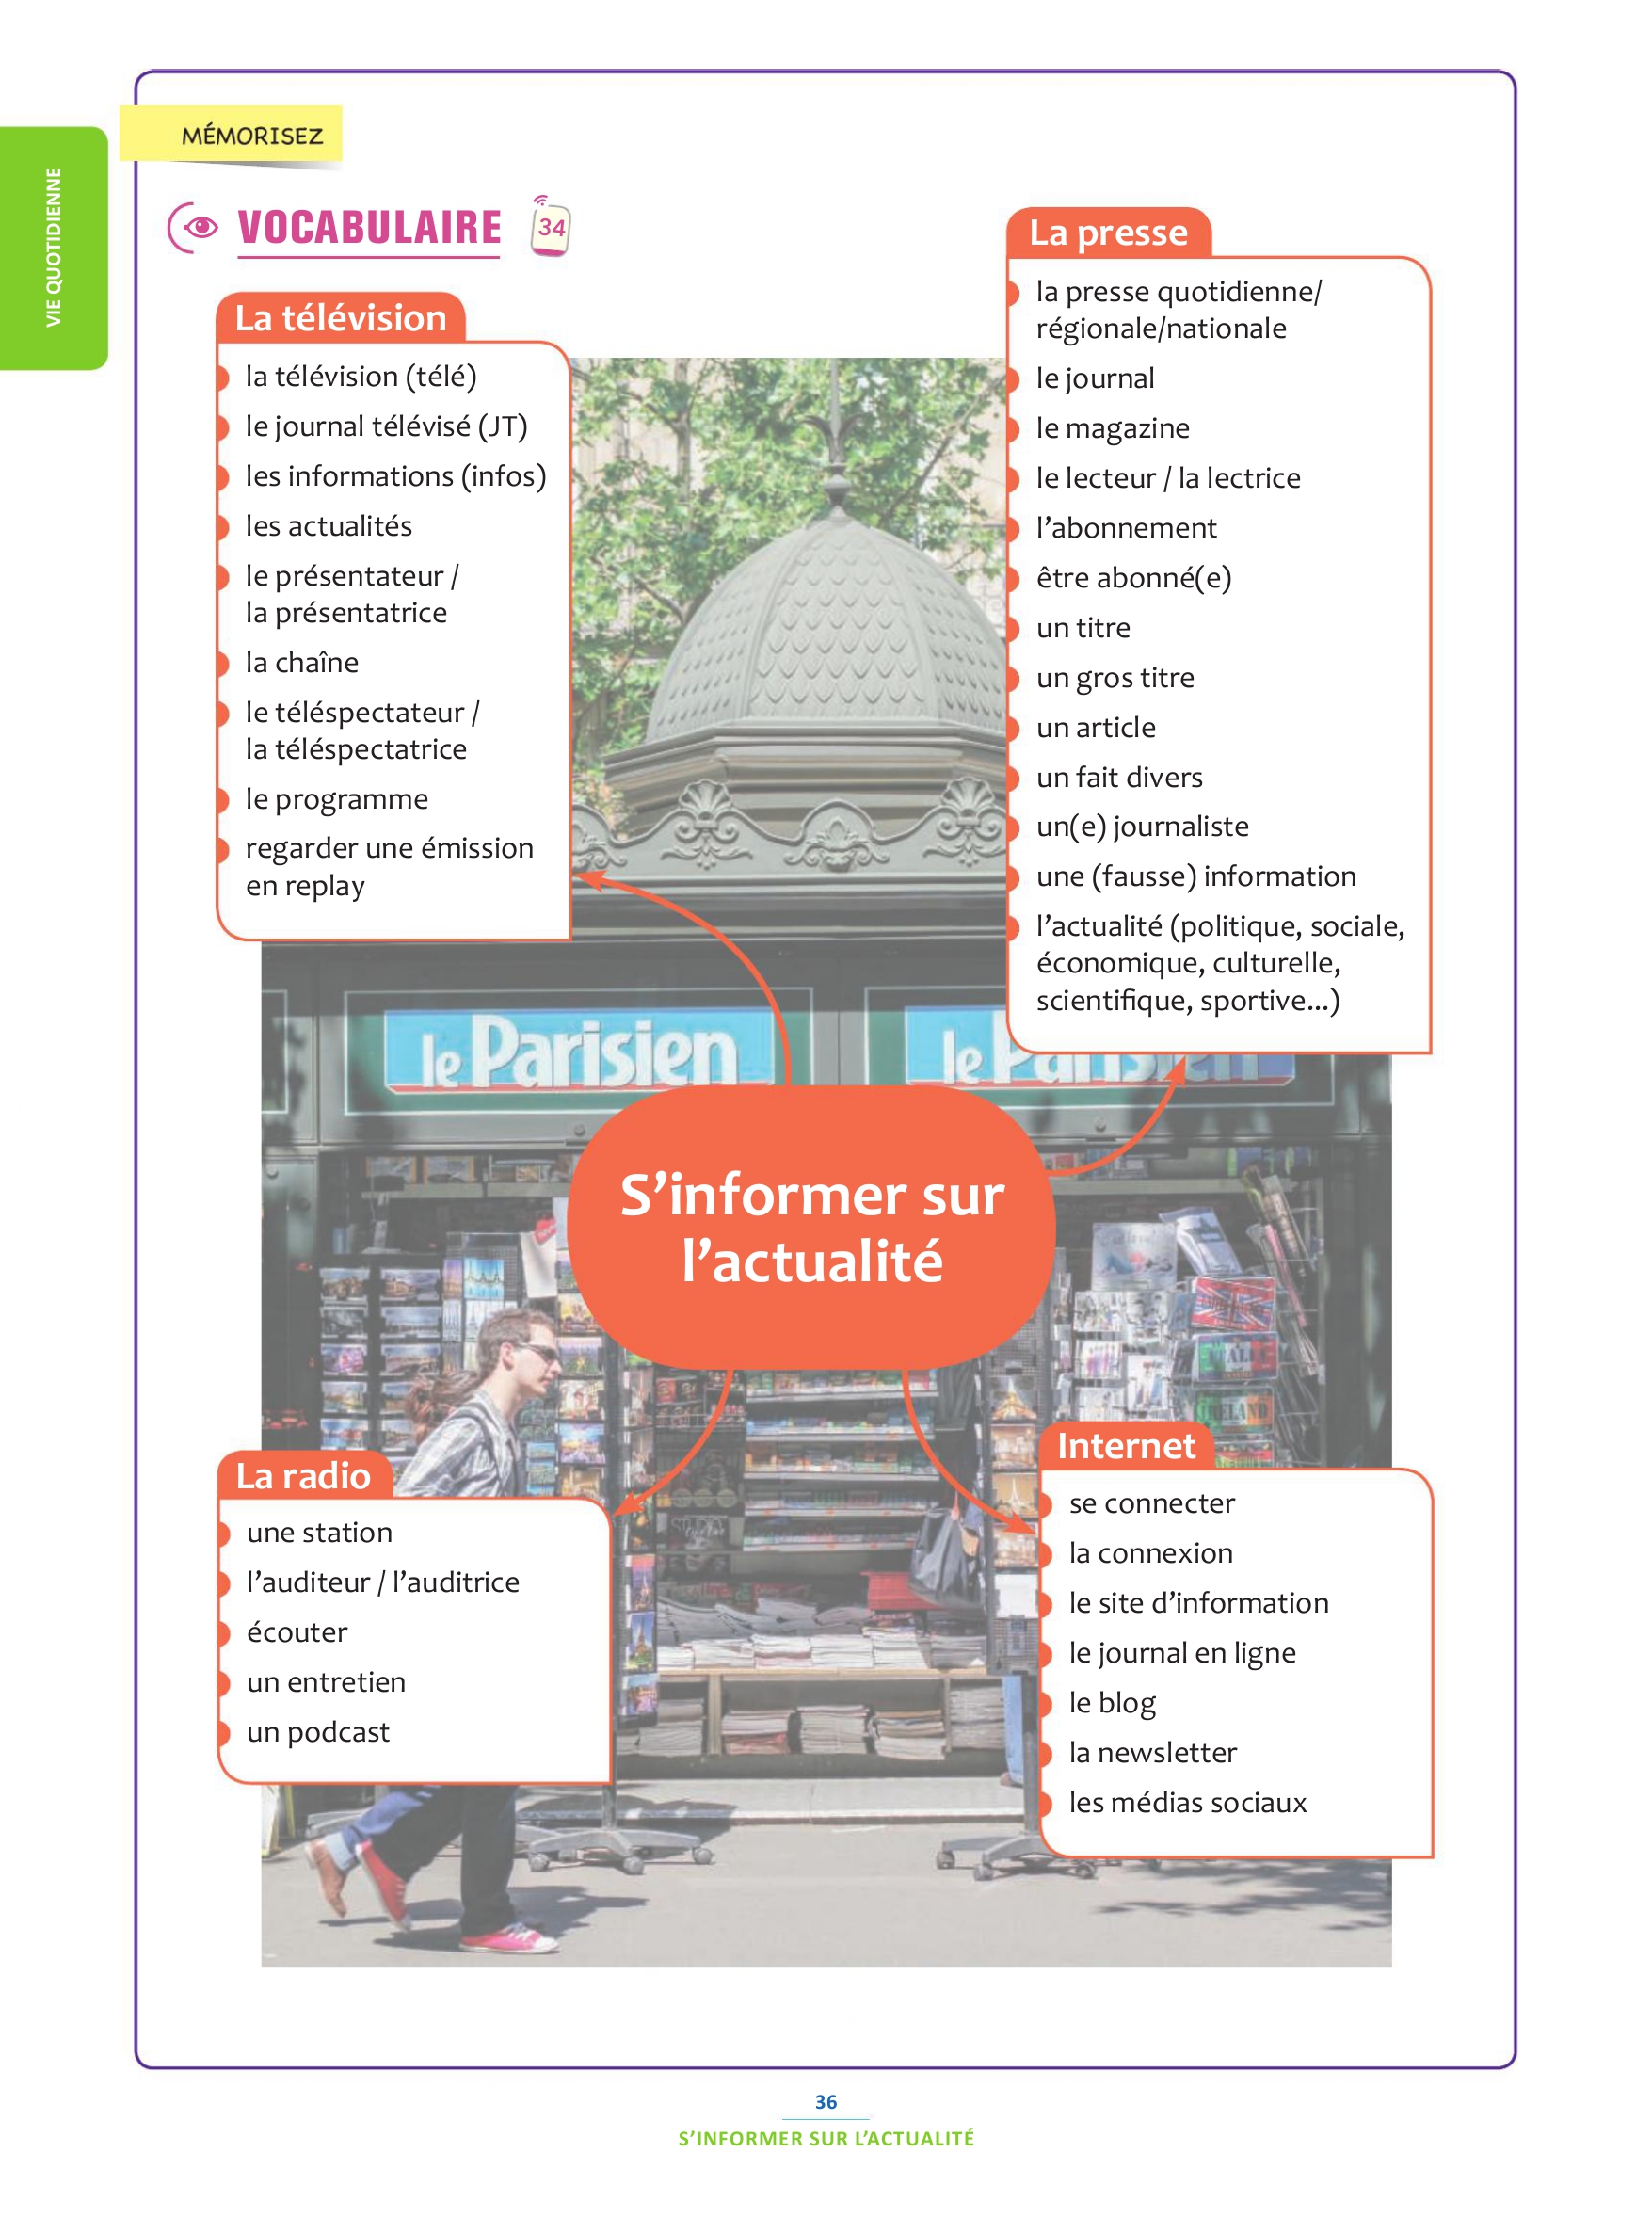 VIE QUOTIDIENNE
MÉMORISEZ
VOCABULAIRE
34
La télévision
la télévision (télé)
le journal télévisé (JT)
les informations (infos)
les actualités
le présentateur /
la présentatrice
la chaîne
le téléspectateur /
la téléspectatrice
le programme
regarder une émission
en replay
La presse
la presse quotidienne/
régionale/nationale
le journal
le magazine
le lecteur / la lectrice
l’abonnement
être abonné(e)
un titre
un gros titre
un article
un fait divers
un(e) journaliste
une (fausse) information
l’actualité (politique, sociale,
économique, culturelle,
scientifique, sportive...)
le Parisien
le Parisien
S’informer sur
l’actualité
La radio
une station
l’auditeur / l’auditrice
écouter
un entretien
un podcast
Internet
se connecter
la connexion
le site d’information
le journal en ligne
le blog
la newsletter
les médias sociaux
36
S’INFORMER SUR L’ACTUALITÉ